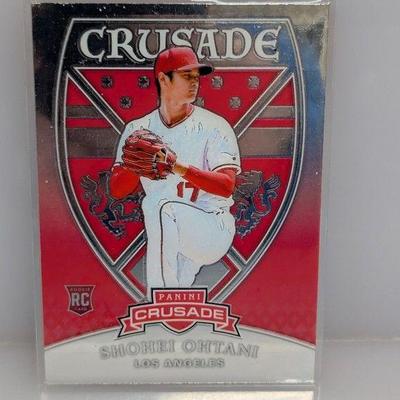 CRUSADE
17
ROOKIE
RC
CARD
PANINI
CRUSADE
SHOHEI OHTANI
LOS ANGELES